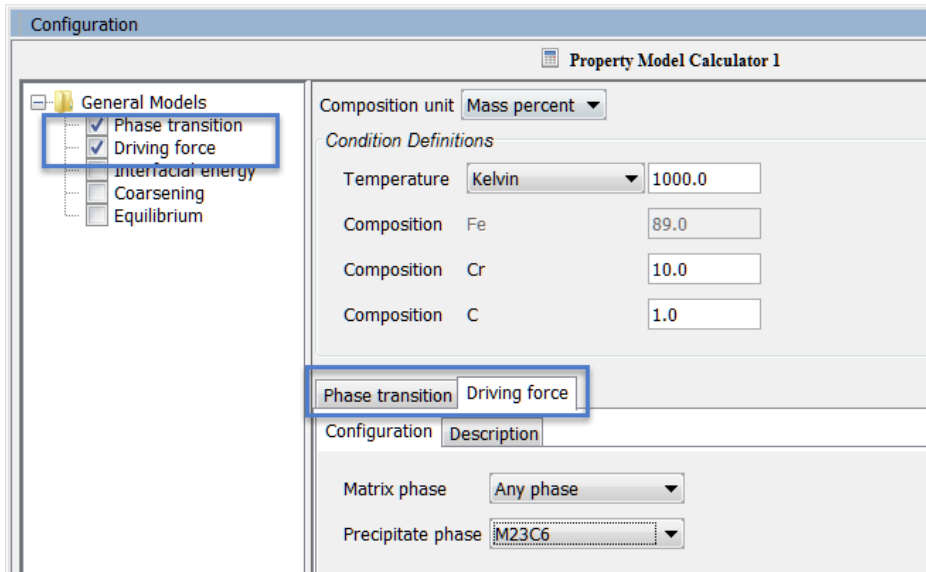 Configuration
Property Model Calculator 1
General Models
Phase transition
Driving force
Interfacial energy
Coarsening
Equilibrium
Composition unit Mass percent
Condition Definitions
Temperature Kelvin 1000.0
Composition Fe 89.0
Composition Cr 10.0
Composition C 1.0
Phase transition Driving force
Configuration Description
Matrix phase Any phase
Precipitate phase M23C6